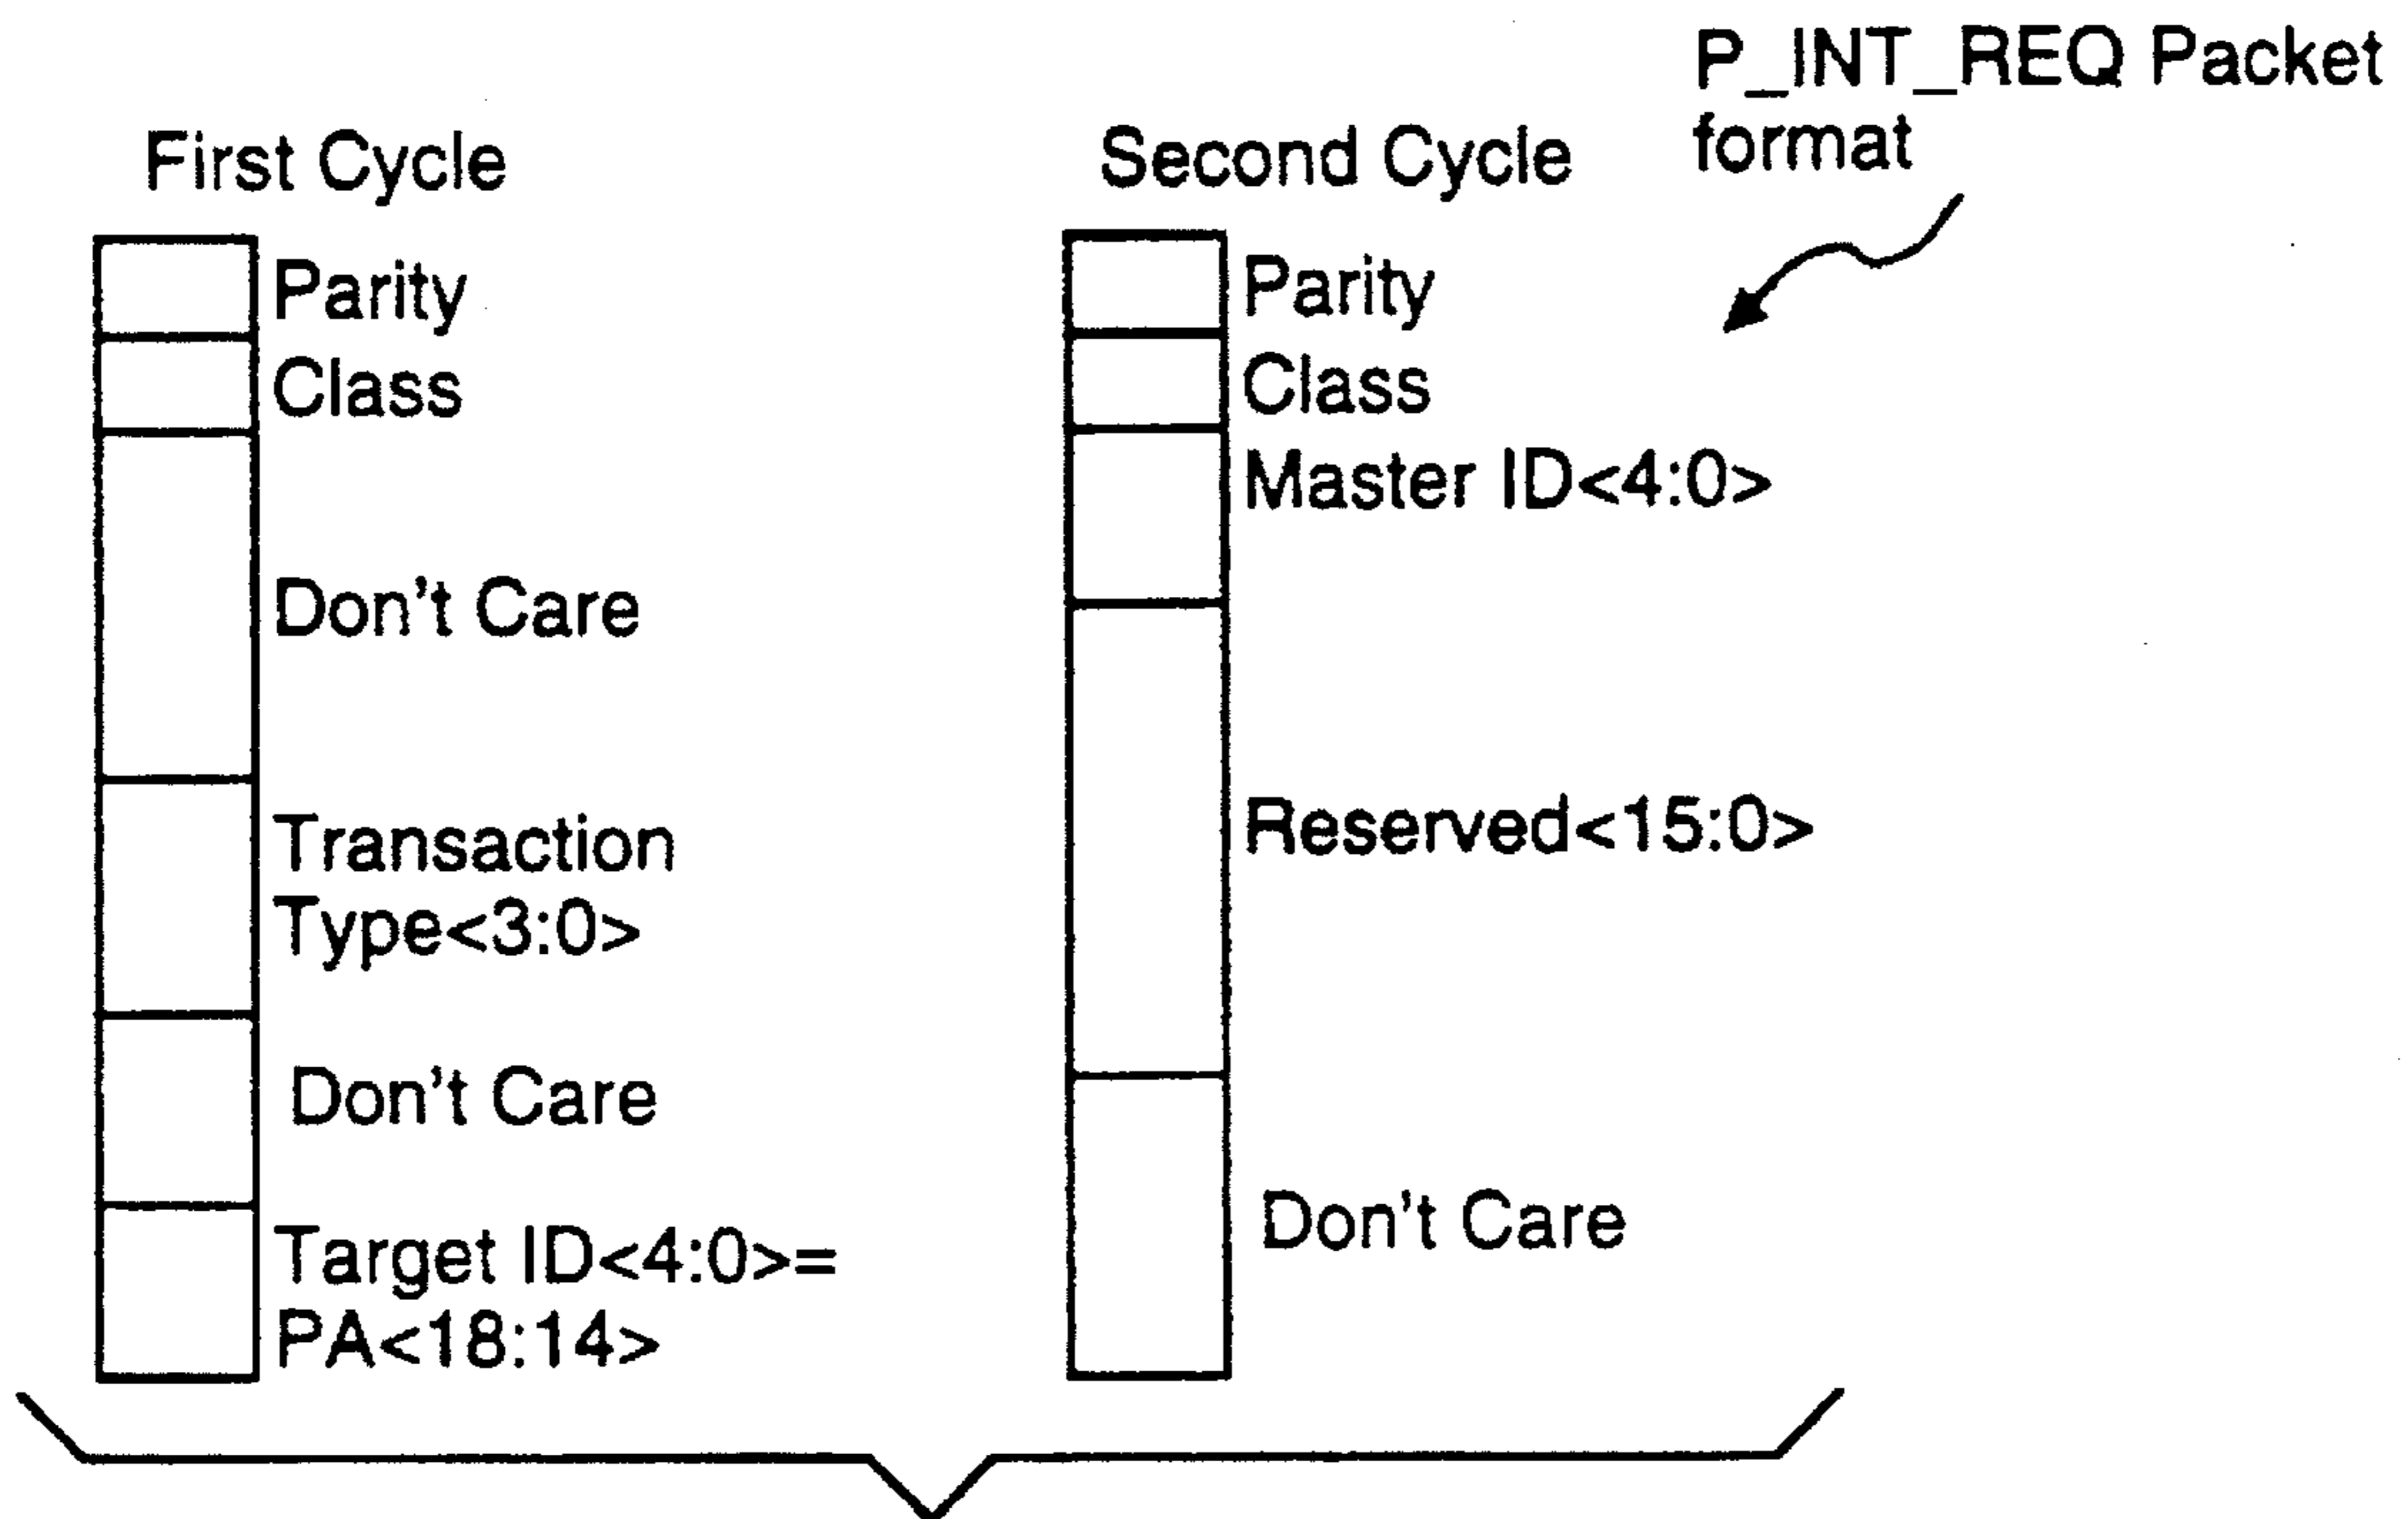 P_INT_REQ Packet
format
First Cycle
Parity
Class
Don't Care
Transaction
Type<3:0>
Don't Care
Target ID<4:0>=
PA<18:14>
Second Cycle
Parity
Class
Master ID<4:0>
Reserved<15:0>
Don't Care